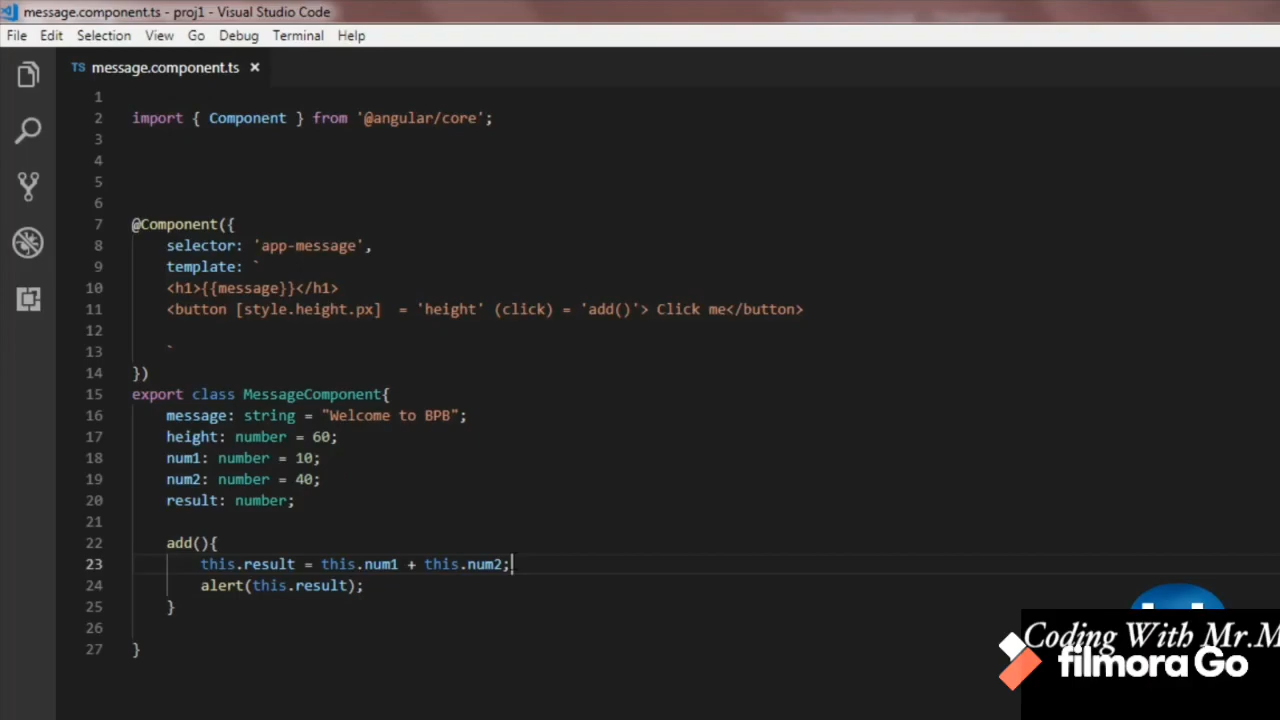 message.component.ts - proj1 - Visual Studio Code
File Edit Selection View Go Debug Terminal Help
TS message.component.ts ×
1
2 import { Component } from '@angular/core';
3
4
5
6
7 @Component({
8 selector: 'app-message',
9 template: `
10 <h1>{{message}}</h1>
11 <button [style.height.px]  = 'height' (click) = 'add()'> Click me</button>
12
13 `
14 })
15 export class MessageComponent{
16 message: string = "Welcome to BPB";
17 height: number = 60;
18 num1: number = 10;
19 num2: number = 40;
20 result: number;
21
22 add(){
23 this.result = this.num1 + this.num2;
24 alert(this.result);
25 }
26
27 }
Coding With Mr.M
filmora Go